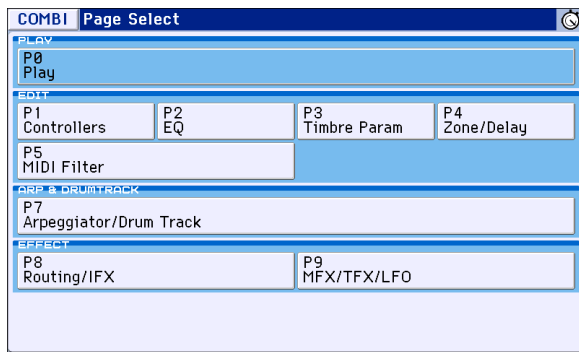 COMBI Page Select
PLAY
P0
Play
EDIT
P1 P2 P3 P4
Controllers EQ Timbre Param Zone/Delay
P5
MIDI Filter
ARP & DRUMTRACK
P7
Arpeggiator/Drum Track
EFFECT
P8 P9
Routing/IFX MFX/TFX/LFO